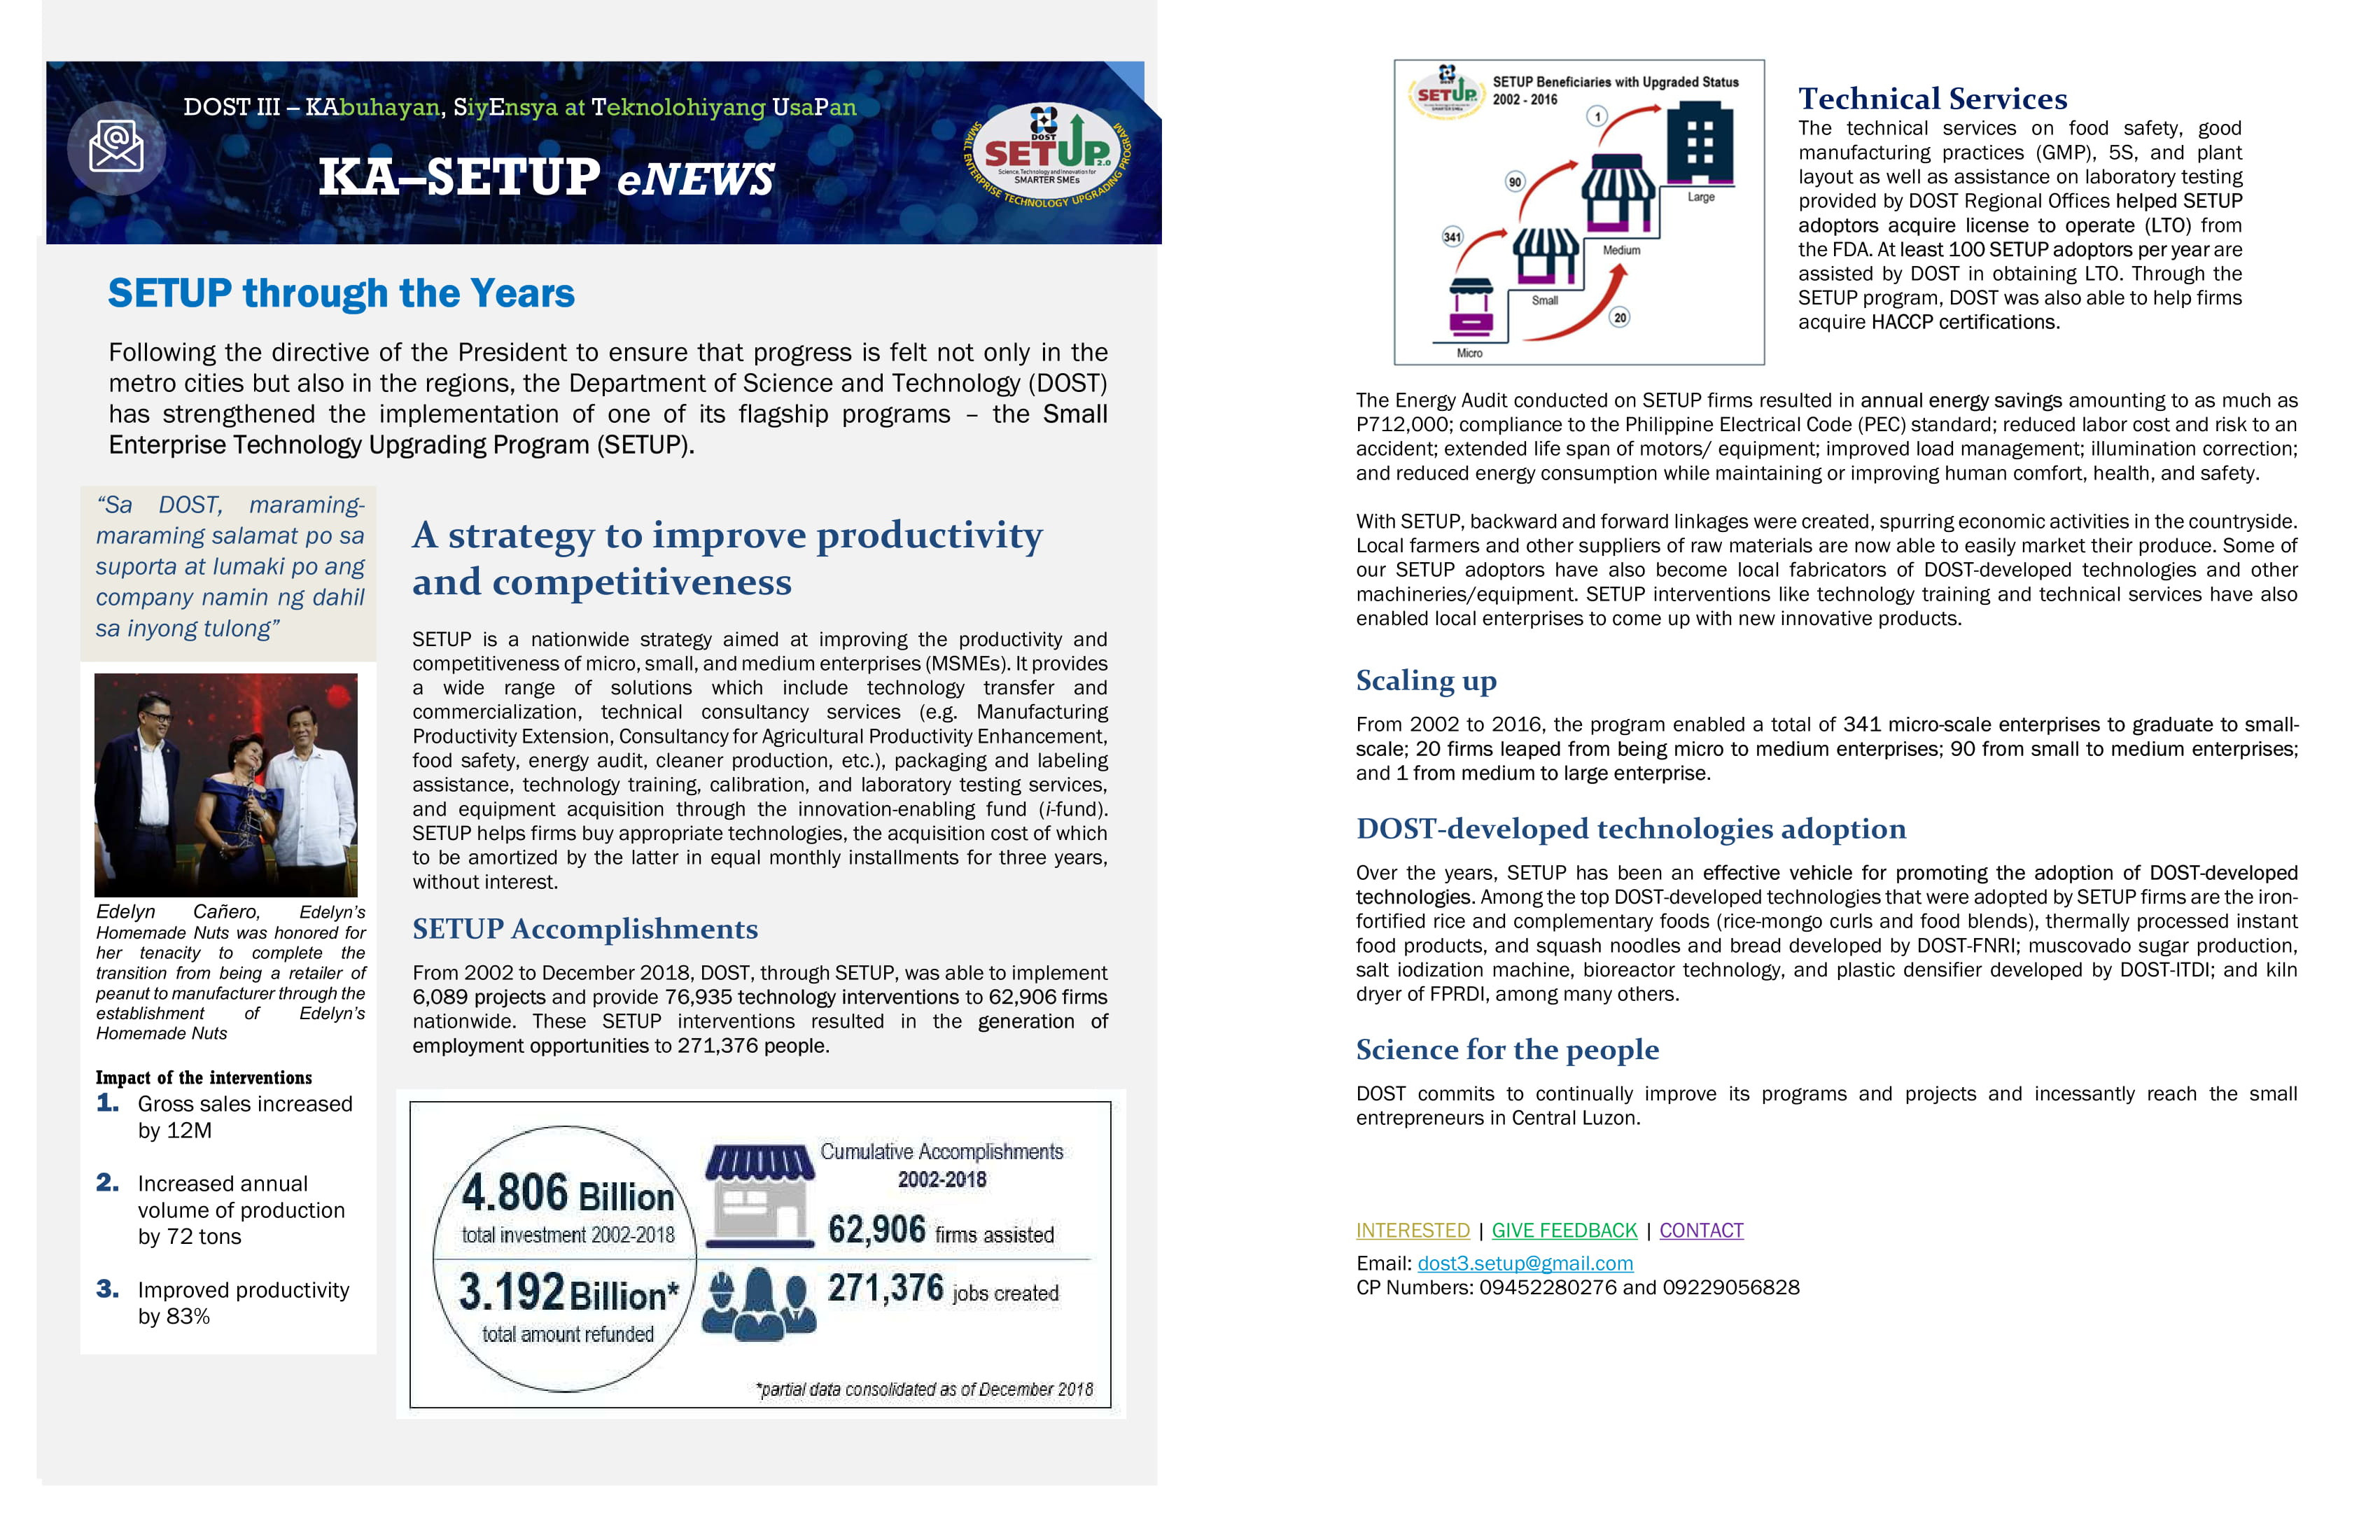 DOST III – KAbuhayan, SiyEnsya at Teknolohiyang UsaPan
KA–SETUP eNEWS
DOST
SETUP 2.0
Science, Technology and Innovation for
SMARTER SMEs
SMALL ENTERPRISE TECHNOLOGY UPGRADING PROGRAM
SETUP through the Years
Following the directive of the President to ensure that progress is felt not only in the
metro cities but also in the regions, the Department of Science and Technology (DOST)
has strengthened the implementation of one of its flagship programs – the Small
Enterprise Technology Upgrading Program (SETUP).
“Sa DOST, maraming-
maraming salamat po sa
suporta at lumaki po ang
company namin ng dahil
sa inyong tulong”
Edelyn Cañero, Edelyn’s
Homemade Nuts was honored for
her tenacity to complete the
transition from being a retailer of
peanut to manufacturer through the
establishment of Edelyn’s
Homemade Nuts
Impact of the interventions
1. Gross sales increased
by 12M
2. Increased annual
volume of production
by 72 tons
3. Improved productivity
by 83%
A strategy to improve productivity
and competitiveness
SETUP is a nationwide strategy aimed at improving the productivity and
competitiveness of micro, small, and medium enterprises (MSMEs). It provides
a wide range of solutions which include technology transfer and
commercialization, technical consultancy services (e.g. Manufacturing
Productivity Extension, Consultancy for Agricultural Productivity Enhancement,
food safety, energy audit, cleaner production, etc.), packaging and labeling
assistance, technology training, calibration, and laboratory testing services,
and equipment acquisition through the innovation-enabling fund (i-fund).
SETUP helps firms buy appropriate technologies, the acquisition cost of which
to be amortized by the latter in equal monthly installments for three years,
without interest.
SETUP Accomplishments
From 2002 to December 2018, DOST, through SETUP, was able to implement
6,089 projects and provide 76,935 technology interventions to 62,906 firms
nationwide. These SETUP interventions resulted in the generation of
employment opportunities to 271,376 people.
4.806 Billion
total investment 2002-2018
3.192 Billion*
total amount refunded
Cumulative Accomplishments
2002-2018
62,906 firms assisted
271,376 jobs created
*partial data consolidated as of December 2018
SETUP
SETUP Beneficiaries with Upgraded Status
2002 - 2016
1
90
341
20
Large
Medium
Small
Micro
Technical Services
The technical services on food safety, good
manufacturing practices (GMP), 5S, and plant
layout as well as assistance on laboratory testing
provided by DOST Regional Offices helped SETUP
adoptors acquire license to operate (LTO) from
the FDA. At least 100 SETUP adoptors per year are
assisted by DOST in obtaining LTO. Through the
SETUP program, DOST was also able to help firms
acquire HACCP certifications.
The Energy Audit conducted on SETUP firms resulted in annual energy savings amounting to as much as
P712,000; compliance to the Philippine Electrical Code (PEC) standard; reduced labor cost and risk to an
accident; extended life span of motors/ equipment; improved load management; illumination correction;
and reduced energy consumption while maintaining or improving human comfort, health, and safety.
With SETUP, backward and forward linkages were created, spurring economic activities in the countryside.
Local farmers and other suppliers of raw materials are now able to easily market their produce. Some of
our SETUP adoptors have also become local fabricators of DOST-developed technologies and other
machineries/equipment. SETUP interventions like technology training and technical services have also
enabled local enterprises to come up with new innovative products.
Scaling up
From 2002 to 2016, the program enabled a total of 341 micro-scale enterprises to graduate to small-
scale; 20 firms leaped from being micro to medium enterprises; 90 from small to medium enterprises;
and 1 from medium to large enterprise.
DOST-developed technologies adoption
Over the years, SETUP has been an effective vehicle for promoting the adoption of DOST-developed
technologies. Among the top DOST-developed technologies that were adopted by SETUP firms are the iron-
fortified rice and complementary foods (rice-mongo curls and food blends), thermally processed instant
food products, and squash noodles and bread developed by DOST-FNRI; muscovado sugar production,
salt iodization machine, bioreactor technology, and plastic densifier developed by DOST-ITDI; and kiln
dryer of FPRDI, among many others.
Science for the people
DOST commits to continually improve its programs and projects and incessantly reach the small
entrepreneurs in Central Luzon.
INTERESTED | GIVE FEEDBACK | CONTACT
Email: dost3.setup@gmail.com
CP Numbers: 09452280276 and 09229056828